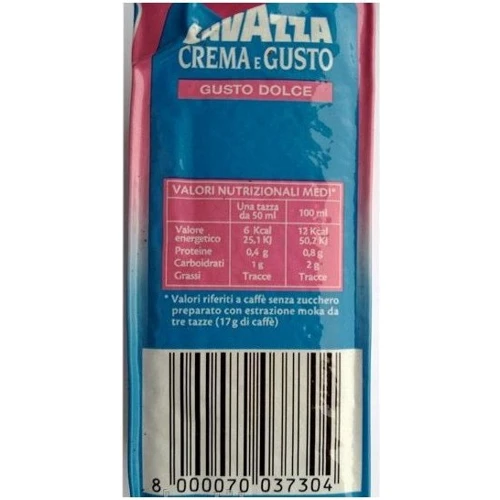 LAVAZZA
CREMA E GUSTO
GUSTO DOLCE
VALORI NUTRIZIONALI MEDI*
Una tazza da 50 ml 100 ml
Valore energetico 6 Kcal 25,1 KJ 12 Kcal 50,2 KJ
Proteine 0,4 g 0,8 g
Carboidrati 1 g 2 g
Grassi Tracce Tracce
* Valori riferiti a caffè senza zucchero
preparato con estrazione moka da
tre tazze (17 g di caffè)
8 000070 037304